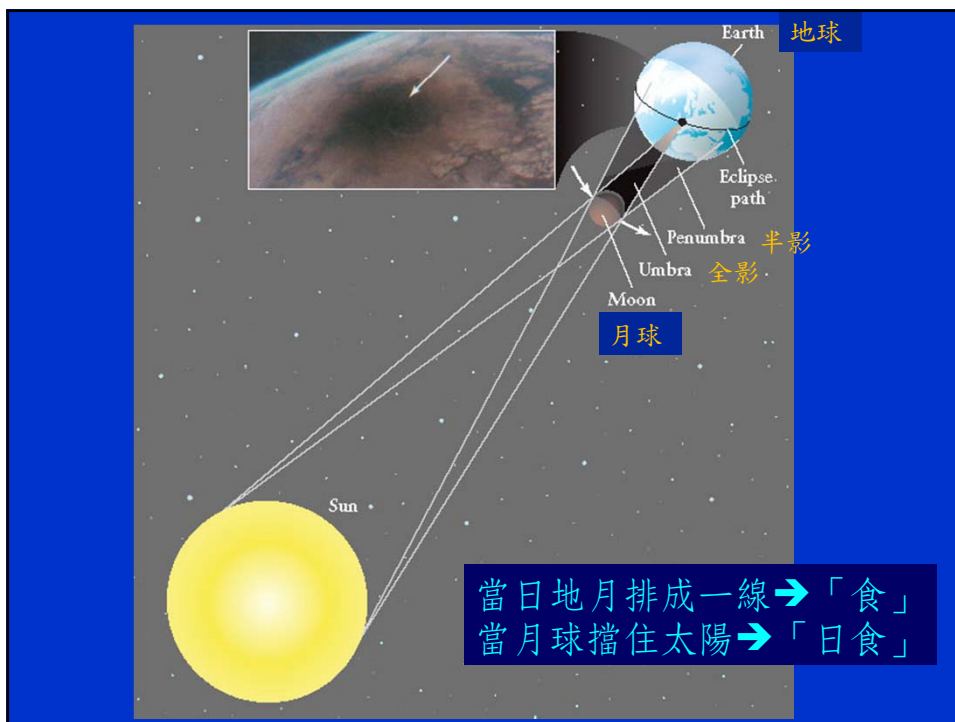 Earth 地球
Eclipse
path
Penumbra 半影
Umbra 全影
Moon
月球
Sun
當日地月排成一線➔「食」
當月球擋住太陽➔「日食」